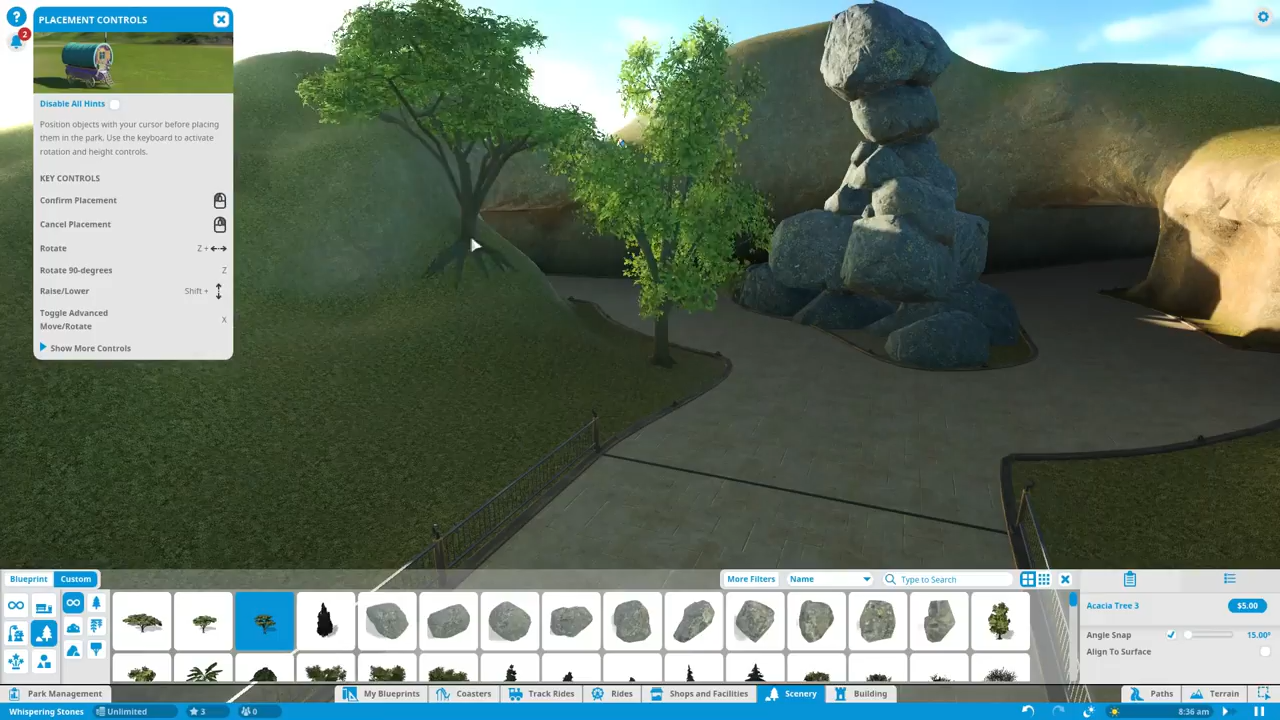 ?
2
PLACEMENT CONTROLS
Disable All Hints
Position objects with your cursor before placing
them in the park. Use the keyboard to activate
rotation and height controls.
KEY CONTROLS
Confirm Placement
Cancel Placement
Rotate Z +
Rotate 90-degrees Z
Raise/Lower Shift +
Toggle Advanced
Move/Rotate X
Show More Controls
Blueprint Custom More Filters Name Type to Search
Acacia Tree 3 $5.00
Angle Snap 15.00°
Align To Surface
Park Management My Blueprints Coasters Track Rides Rides Shops and Facilities Scenery Building Paths Terrain
Whispering Stones Unlimited 3 0 8:36 am